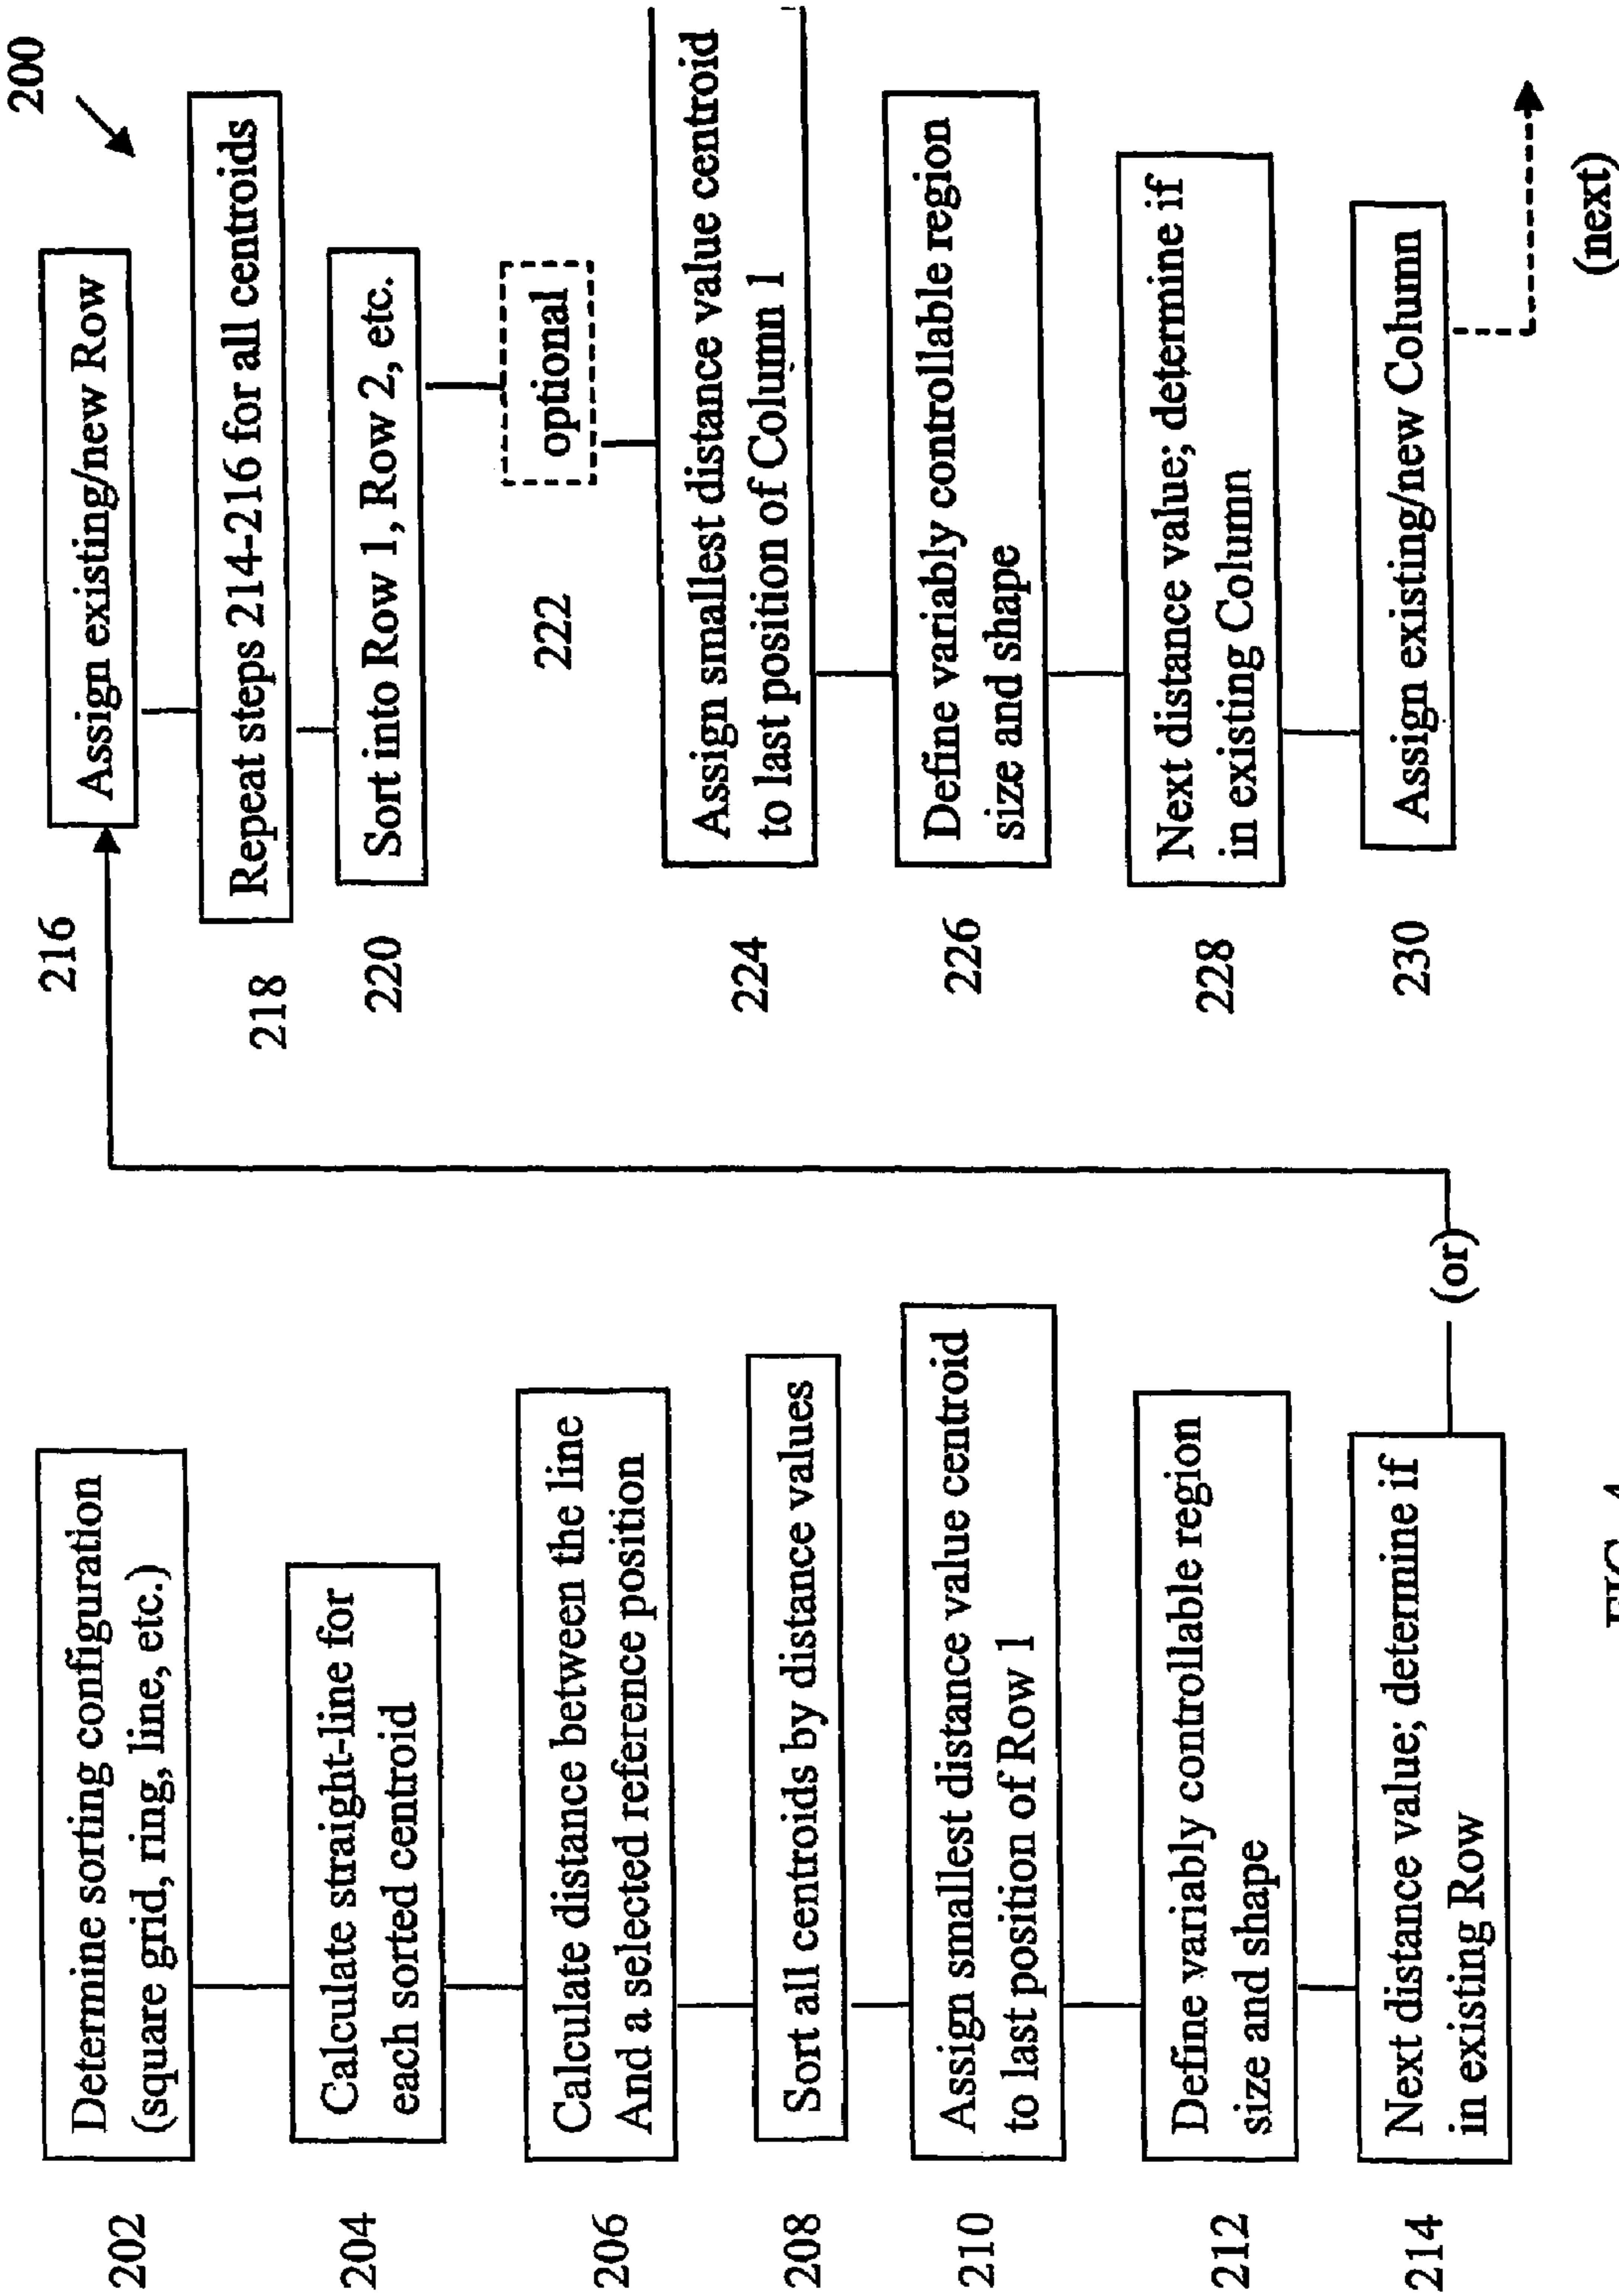 200
202
Determine sorting configuration
(square grid, ring, line, etc.)
204
Calculate straight-line for
each sorted centroid
206
Calculate distance between the line
And a selected reference position
208
Sort all centroids by distance values
210
Assign smallest distance value centroid
to last position of Row 1
212
Define variably controllable region
size and shape
214
Next distance value; determine if
in existing Row
(or)
216
Assign existing/new Row
218
Repeat steps 214-216 for all centroids
220
Sort into Row 1, Row 2, etc.
222
optional
224
Assign smallest distance value centroid
to last position of Column 1
226
Define variably controllable region
size and shape
228
Next distance value; determine if
in existing Column
230
Assign existing/new Column
(next)